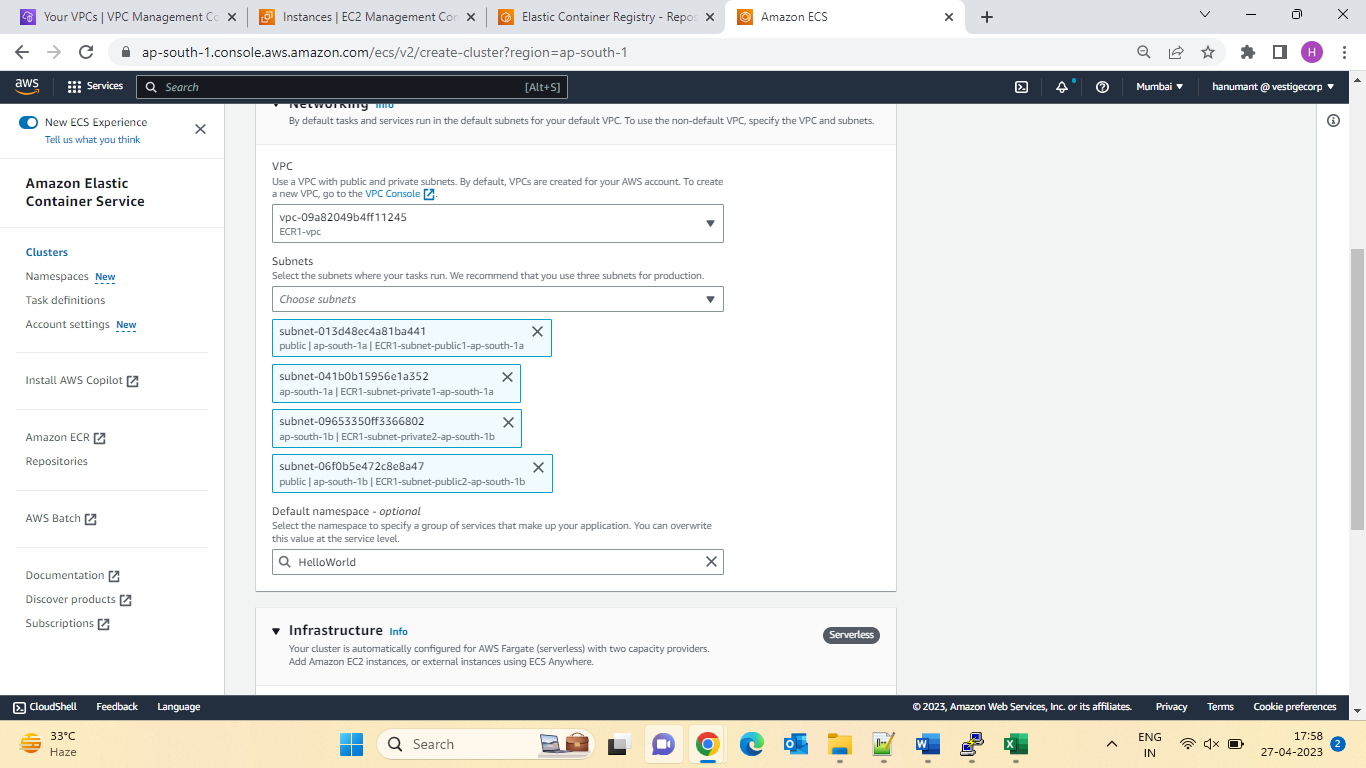 Your VPCs | VPC Management Co
Instances | EC2 Management Con
Elastic Container Registry - Repos
Amazon ECS
ap-south-1.console.aws.amazon.com/ecs/v2/create-cluster?region=ap-south-1
H
aws
Services
Search
[Alt+S]
Mumbai
hanumant @ vestigecorp
New ECS Experience
Tell us what you think
Amazon Elastic
Container Service
Clusters
Namespaces New
Task definitions
Account settings New
Install AWS Copilot
Amazon ECR
Repositories
AWS Batch
Documentation
Discover products
Subscriptions
Networking Info
By default tasks and services run in the default subnets for your default VPC. To use the non-default VPC, specify the VPC and subnets.
VPC
Use a VPC with public and private subnets. By default, VPCs are created for your AWS account. To create
a new VPC, go to the VPC Console.
vpc-09a82049b4ff11245
ECR1-vpc
Subnets
Select the subnets where your tasks run. We recommend that you use three subnets for production.
Choose subnets
subnet-013d48ec4a81ba441
public | ap-south-1a | ECR1-subnet-public1-ap-south-1a
subnet-041b0b15956e1a352
ap-south-1a | ECR1-subnet-private1-ap-south-1a
subnet-09653350ff3366802
ap-south-1b | ECR1-subnet-private2-ap-south-1b
subnet-06f0b5e472c8e8a47
public | ap-south-1b | ECR1-subnet-public2-ap-south-1b
Default namespace - optional
Select the namespace to specify a group of services that make up your application. You can overwrite
this value at the service level.
HelloWorld
Infrastructure Info
Serverless
Your cluster is automatically configured for AWS Fargate (serverless) with two capacity providers.
Add Amazon EC2 instances, or external instances using ECS Anywhere.
CloudShell
Feedback
Language
© 2023, Amazon Web Services, Inc. or its affiliates.
Privacy
Terms
Cookie preferences
33°C
Haze
Search
ENG
IN
17:58
27-04-2023
2